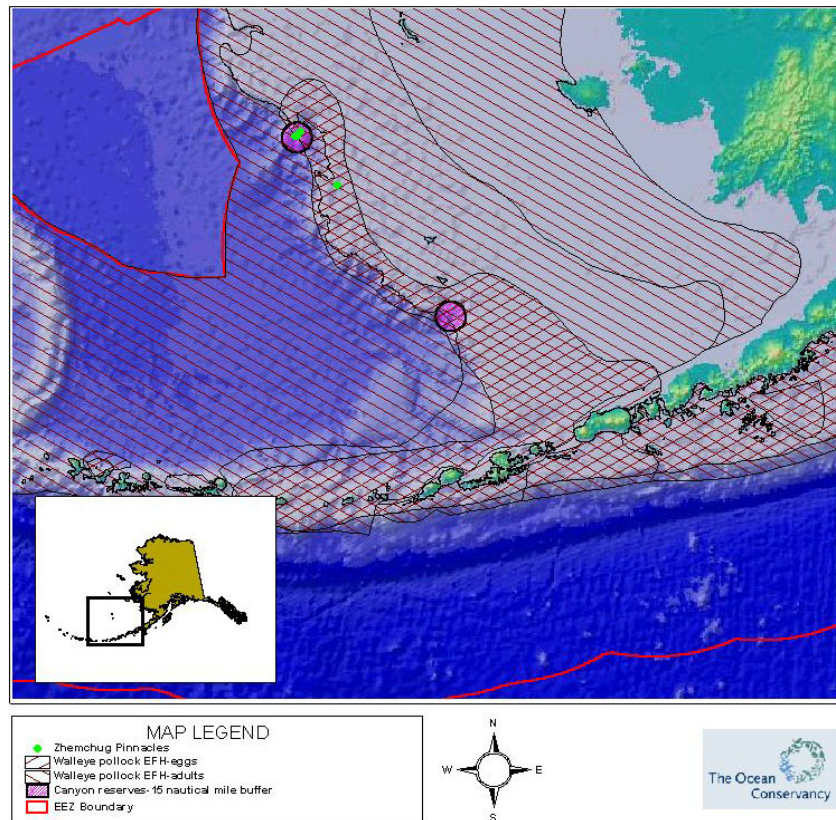 MAP LEGEND
Zhemchug Pinnacles
Walleye pollock EFH-eggs
Walleye pollock EFH-adults
Canyon reserves-15 nautical mile buffer
EEZ Boundary
N
W E
S
The Ocean
Conservancy